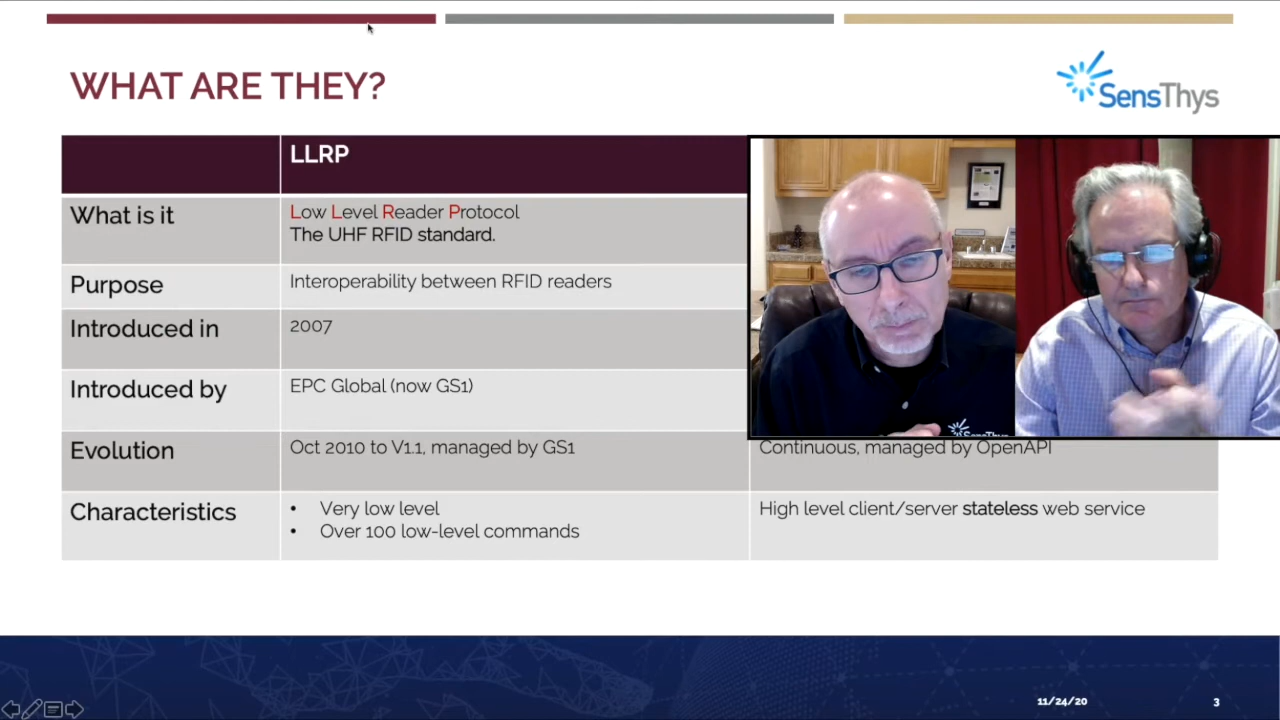 WHAT ARE THEY?
SensThys
LLRP
What is it
Low Level Reader Protocol
The UHF RFID standard.
Purpose
Interoperability between RFID readers
Introduced in
2007
Introduced by
EPC Global (now GS1)
SensThys
Evolution
Oct 2010 to V1.1, managed by GS1
Continuous, managed by OpenAPI
Characteristics
• Very low level
• Over 100 low-level commands
High level client/server stateless web service
11/24/20
3